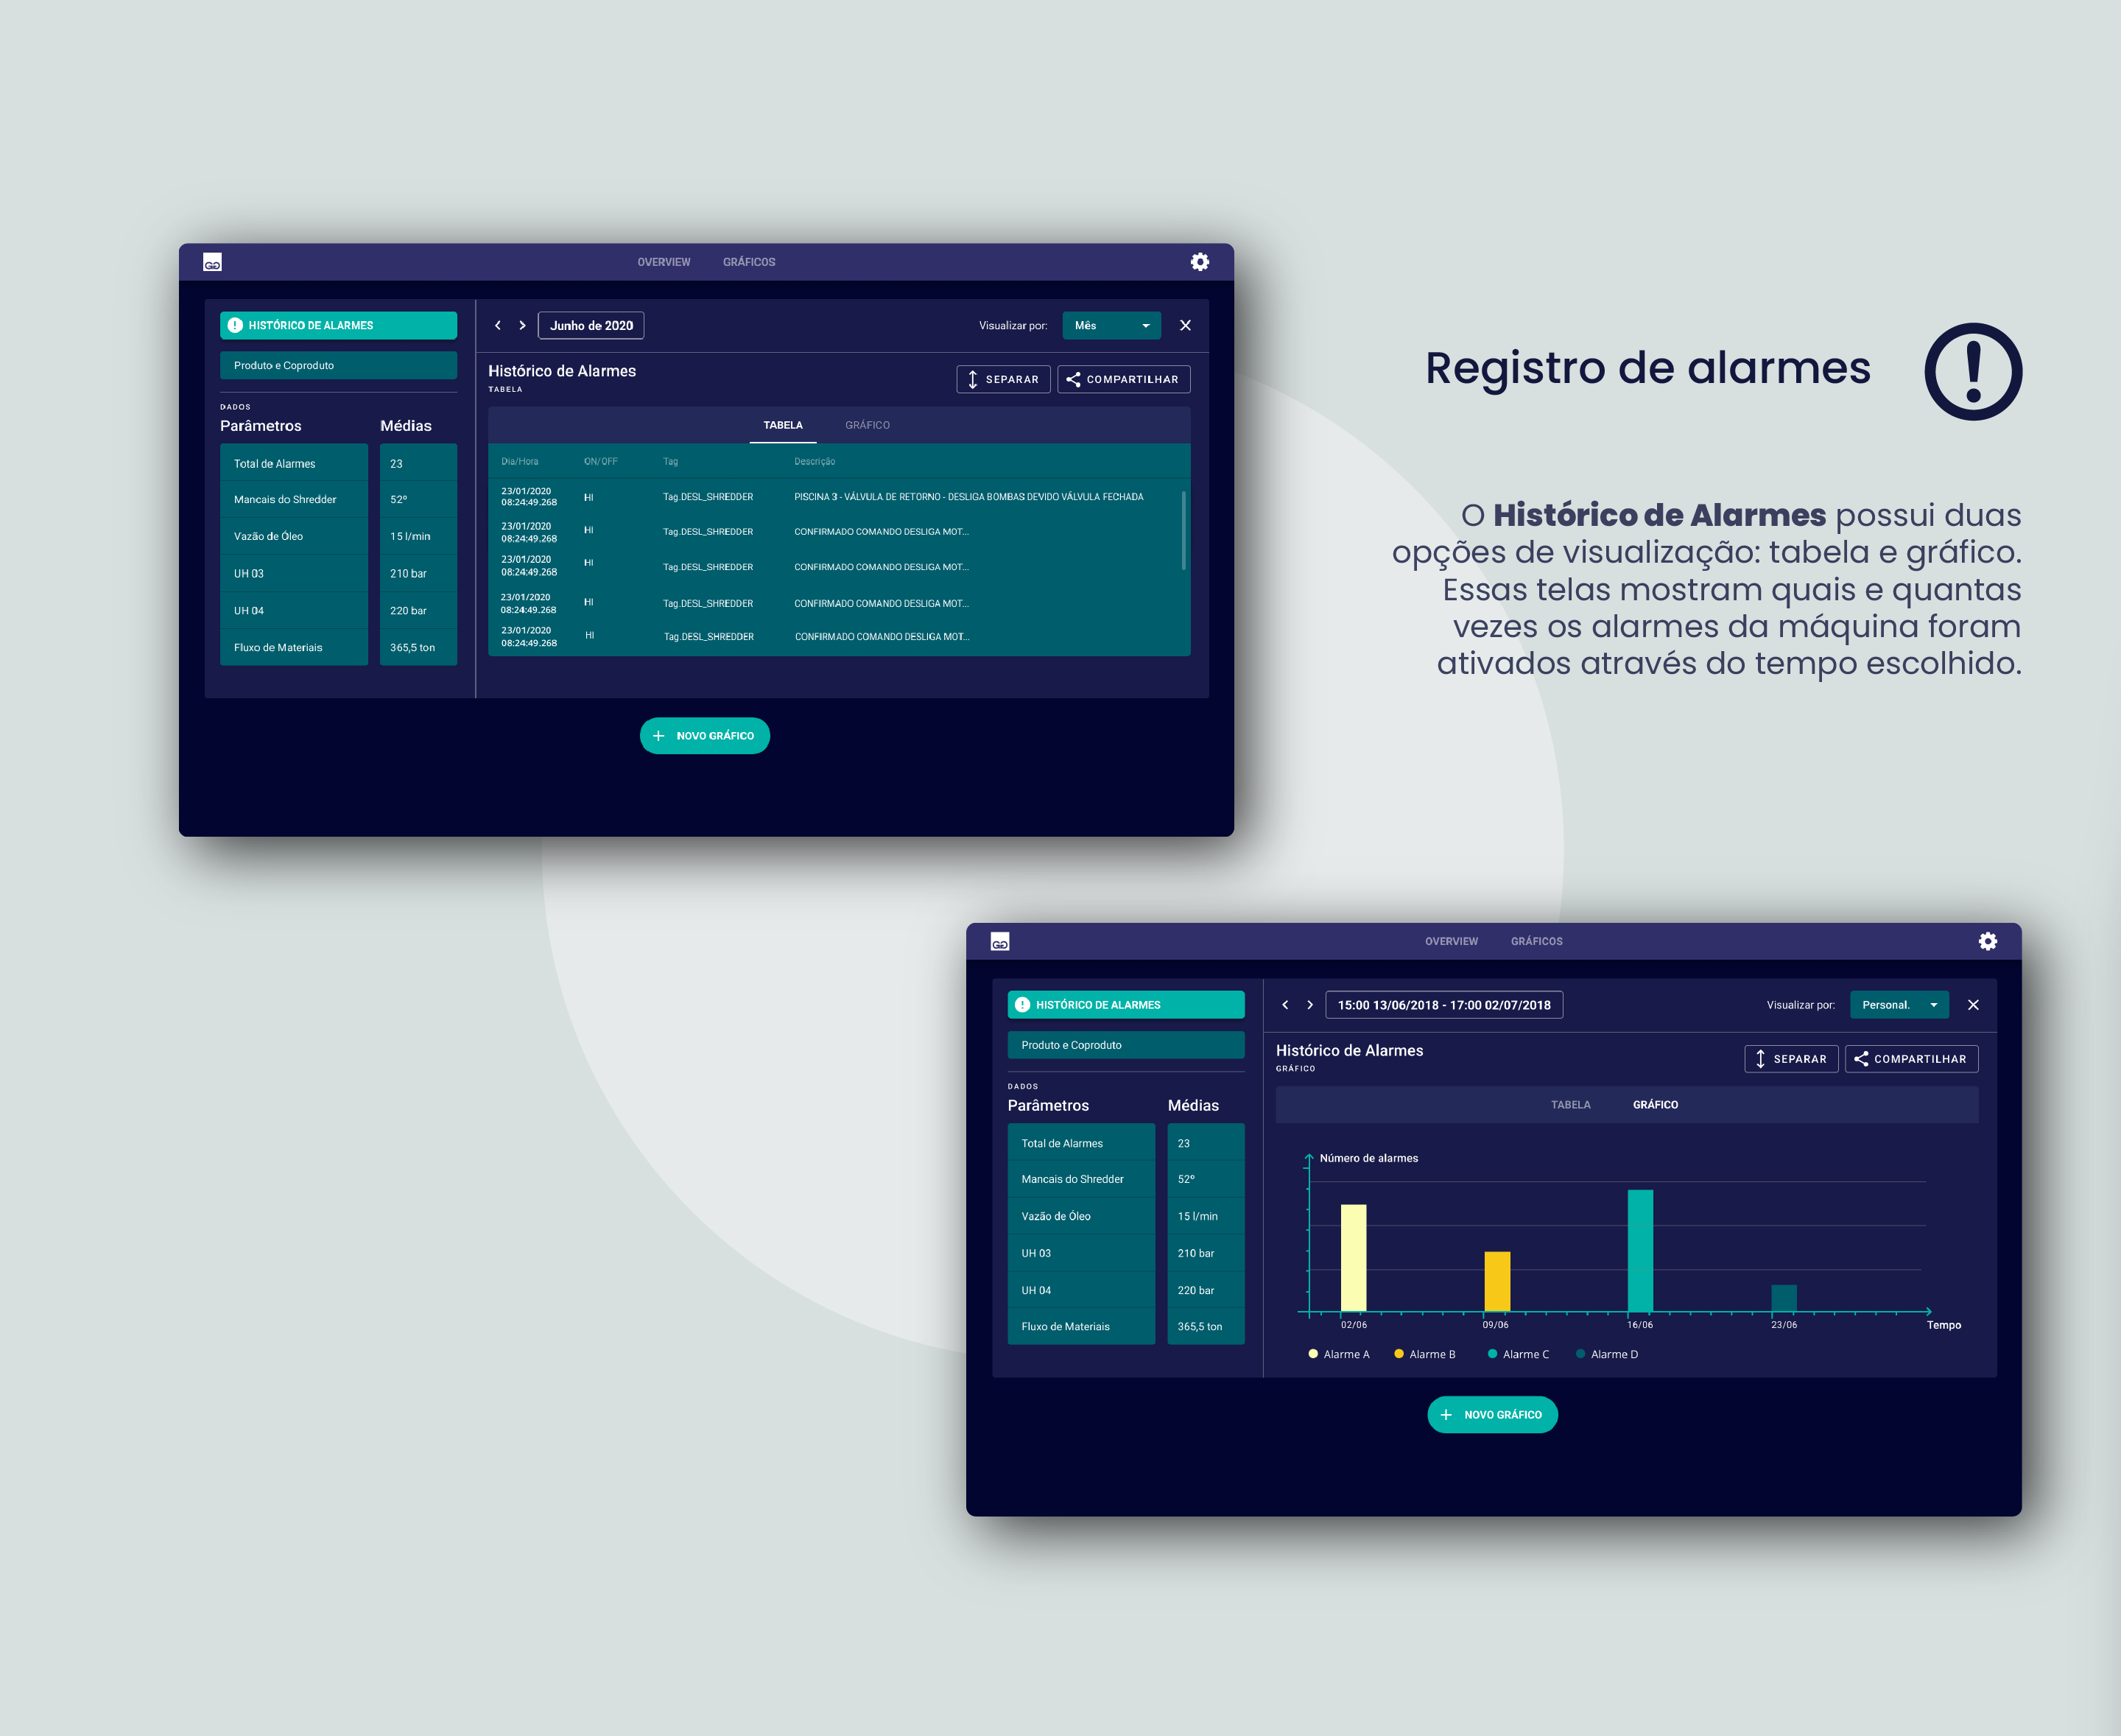 OVERVIEW GRÁFICOS
HISTÓRICO DE ALARMES
Produto e Coproduto
DADOS
Parâmetros Médias
Total de Alarmes 23
Mancais do Shredder 52º
Vazão de Óleo 15 l/min
UH 03 210 bar
UH 04 220 bar
Fluxo de Materiais 365,5 ton
Junho de 2020 Visualizar por: Mês
Histórico de Alarmes
TABELA
SEPARAR COMPARTILHAR
TABELA GRÁFICO
Dia/Hora ON/OFF Tag Descrição
23/01/2020
08:24:49.268 HI Tag.DESL_SHREDDER PISCINA 3 - VÁLVULA DE RETORNO - DESLIGA BOMBAS DEVIDO VÁLVULA FECHADA
23/01/2020
08:24:49.268 HI Tag.DESL_SHREDDER CONFIRMADO COMANDO DESLIGA MOT...
23/01/2020
08:24:49.268 HI Tag.DESL_SHREDDER CONFIRMADO COMANDO DESLIGA MOT...
23/01/2020
08:24:49.268 HI Tag.DESL_SHREDDER CONFIRMADO COMANDO DESLIGA MOT...
23/01/2020
08:24:49.268 HI Tag.DESL_SHREDDER CONFIRMADO COMANDO DESLIGA MOT...
+ NOVO GRÁFICO
Registro de alarmes
O Histórico de Alarmes possui duas
opções de visualização: tabela e gráfico.
Essas telas mostram quais e quantas
vezes os alarmes da máquina foram
ativados através do tempo escolhido.
OVERVIEW GRÁFICOS
HISTÓRICO DE ALARMES
Produto e Coproduto
DADOS
Parâmetros Médias
Total de Alarmes 23
Mancais do Shredder 52º
Vazão de Óleo 15 l/min
UH 03 210 bar
UH 04 220 bar
Fluxo de Materiais 365,5 ton
15:00 13/06/2018 - 17:00 02/07/2018 Visualizar por: Personal.
Histórico de Alarmes
GRÁFICO
SEPARAR COMPARTILHAR
TABELA GRÁFICO
Número de alarmes
02/06 09/06 16/06 23/06 Tempo
Alarme A Alarme B Alarme C Alarme D
+ NOVO GRÁFICO